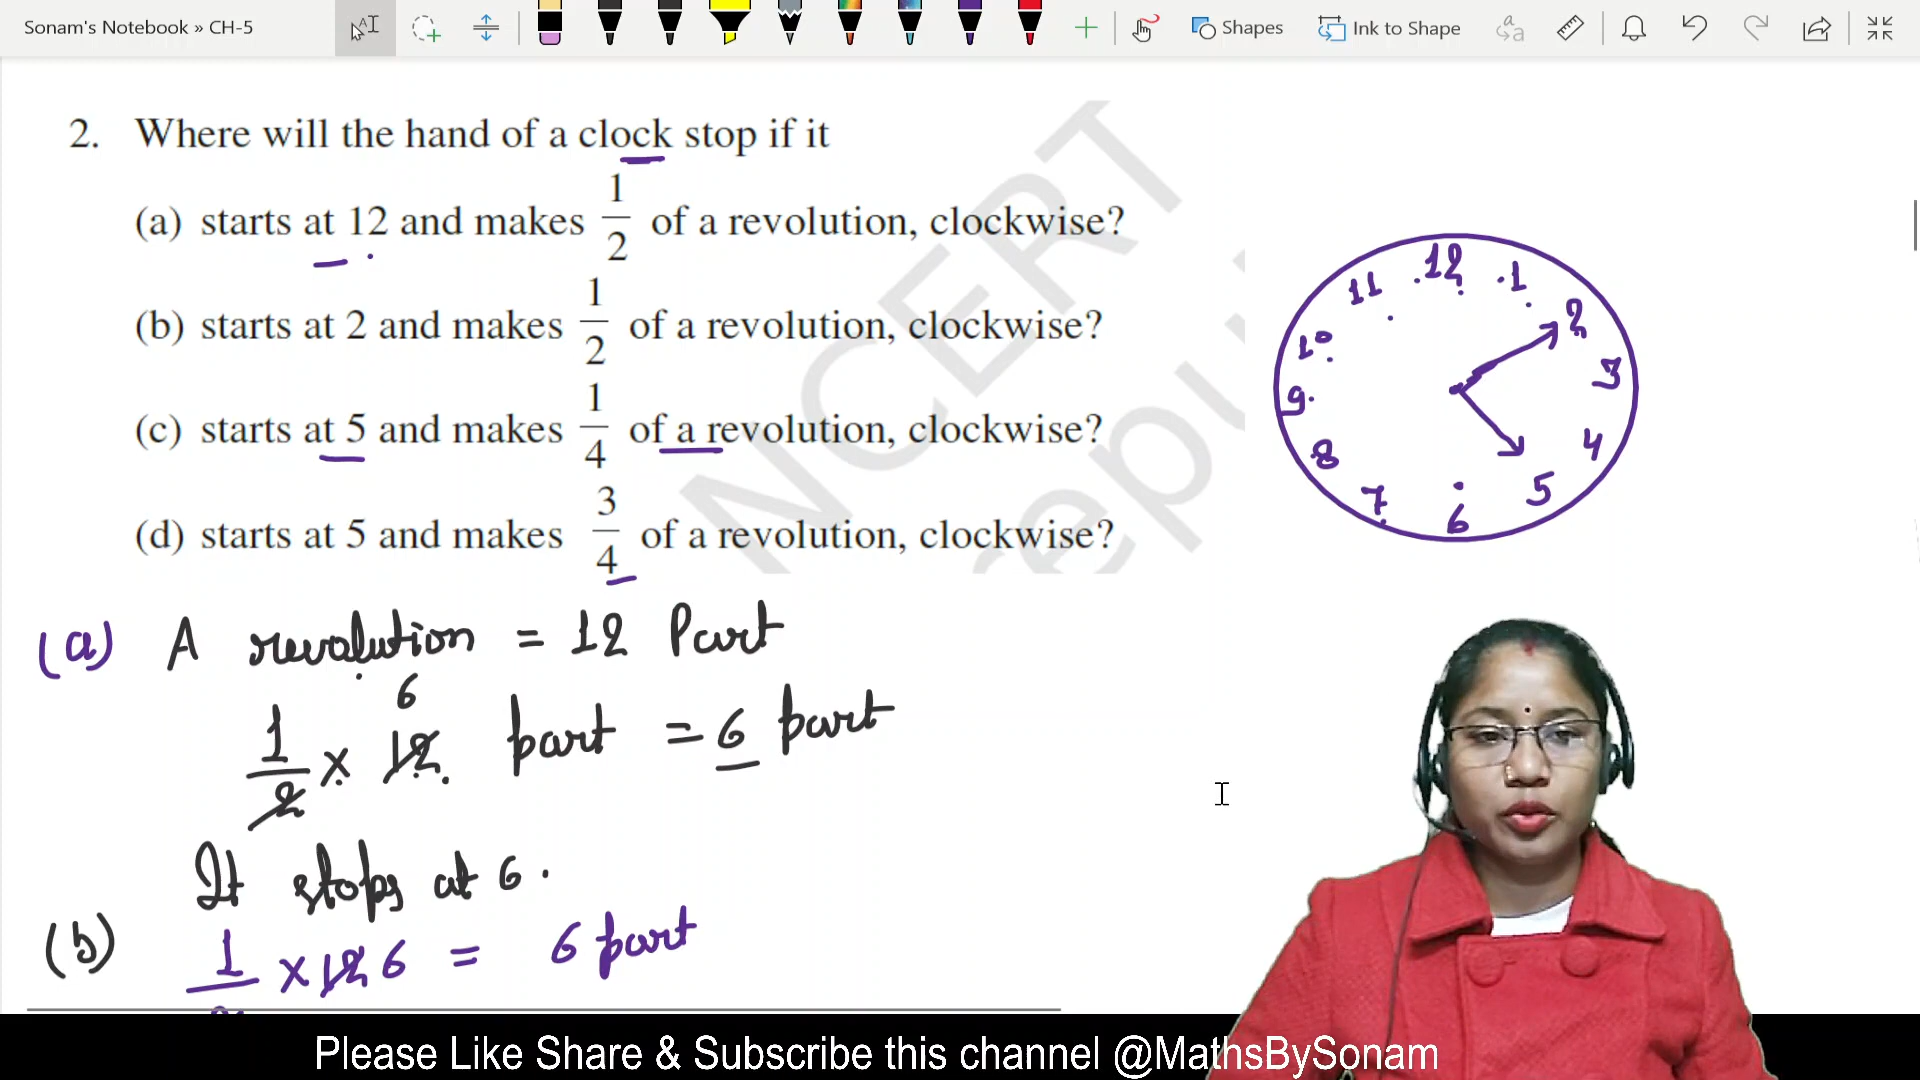 Sonam's Notebook » CH-5
Shapes
Ink to Shape
2. Where will the hand of a clock stop if it
(a) starts at 12 and makes 1/2 of a revolution, clockwise?
(b) starts at 2 and makes 1/2 of a revolution, clockwise?
(c) starts at 5 and makes 1/4 of a revolution, clockwise?
(d) starts at 5 and makes 3/4 of a revolution, clockwise?
NCERT
12
11 1
10 2
9 3
8 4
7 5
6
(a) A revolution = 12 Part
6
1/2 x 12 part = 6 part
It stops at 6.
(b)
1/2 x 12 6 = 6 part
Please Like Share & Subscribe this channel @MathsBySonam